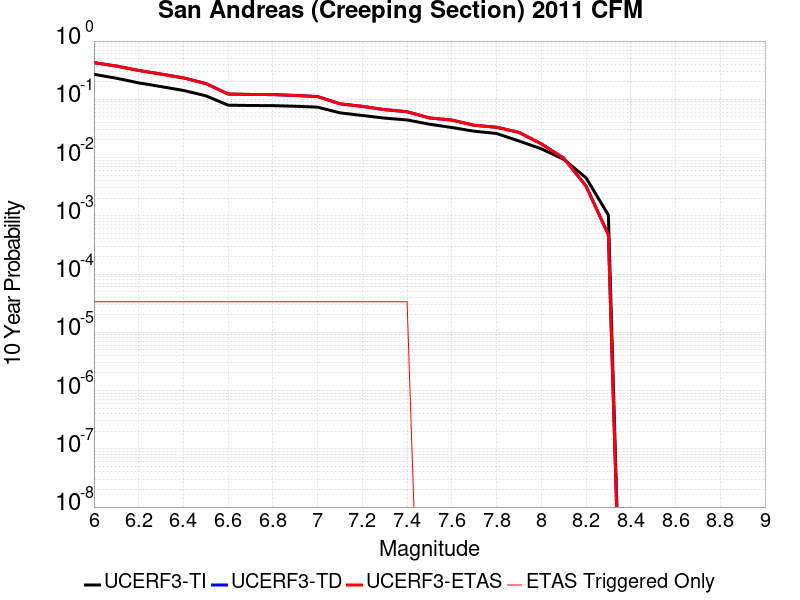 San Andreas (Creeping Section) 2011 CFM
10 0
10 -1
10 -2
10 -3
10 -4
10 -5
10 -6
10 -7
10 -8
10 Year Probability
6 6.2 6.4 6.6 6.8 7 7.2 7.4 7.6 7.8 8 8.2 8.4 8.6 8.8 9
Magnitude
UCERF3-TI UCERF3-TD UCERF3-ETAS ETAS Triggered Only